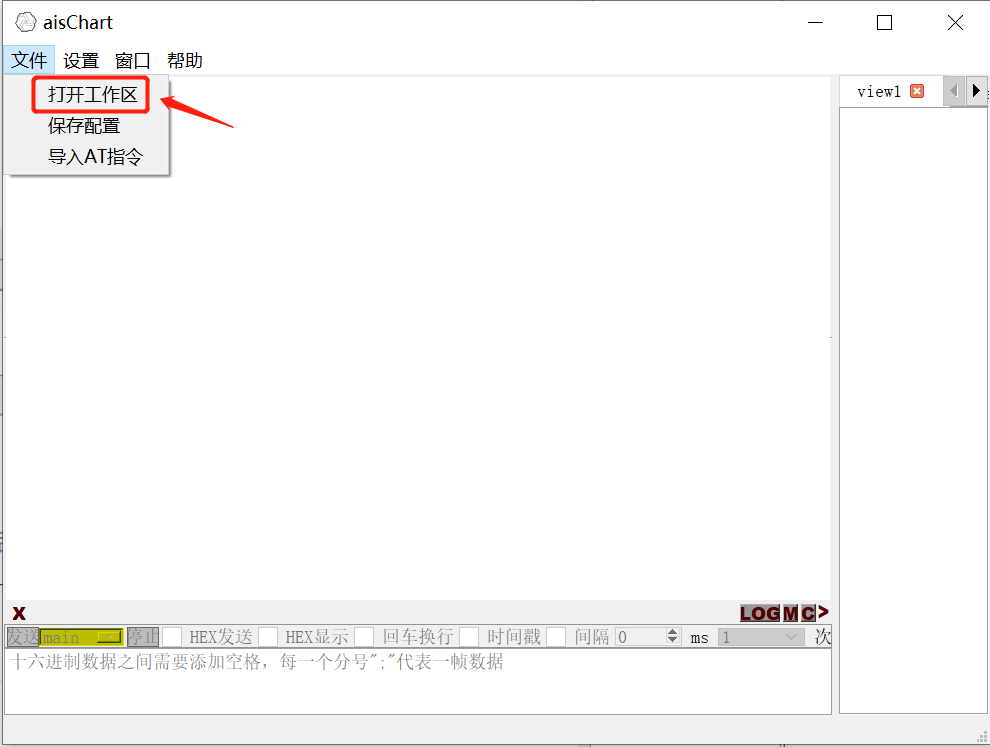 aisChart
文件 设置 窗口 帮助
打开工作区
保存配置
导入AT指令
view1
X
LOG M C >
发送 main 停止 HEX发送 HEX显示 回车换行 时间戳 间隔 0 ms 1 次
十六进制数据之间需要添加空格，每一个分号";"代表一帧数据